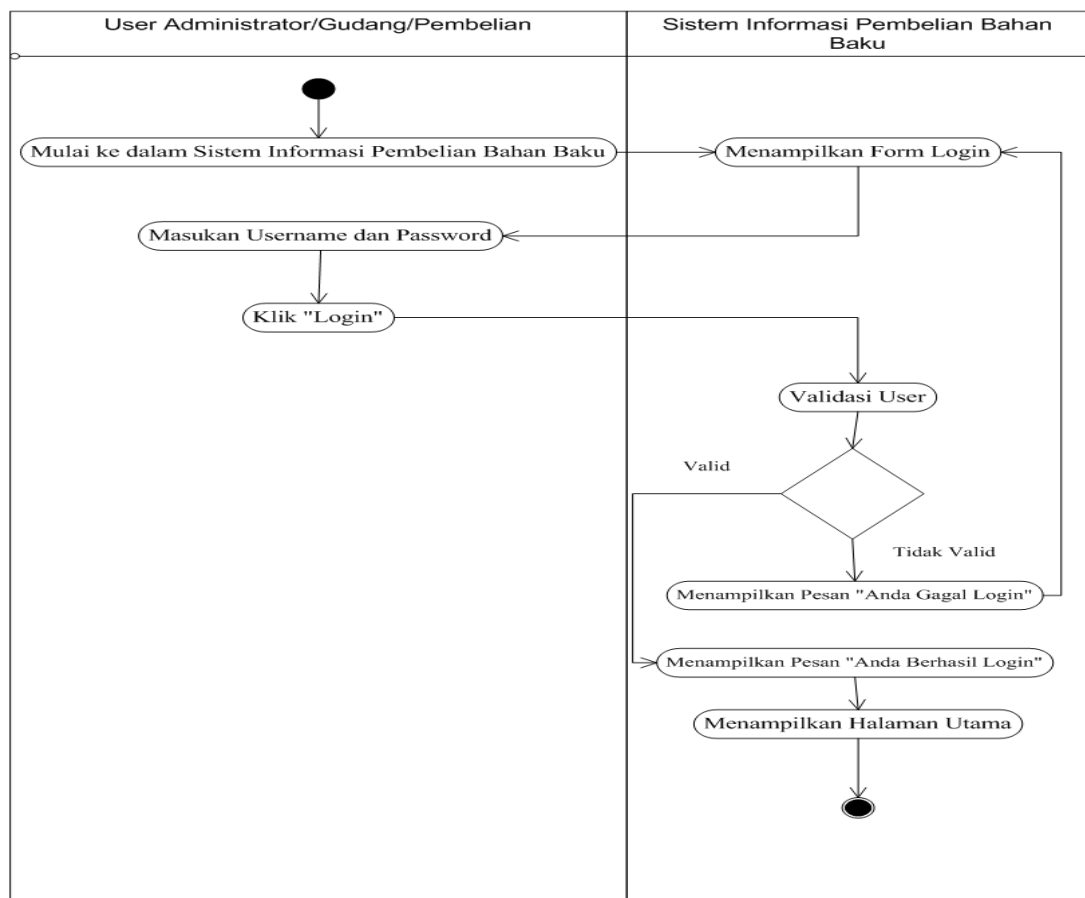 User Administrator/Gudang/Pembelian
Sistem Informasi Pembelian Bahan
Baku
Mulai ke dalam Sistem Informasi Pembelian Bahan Baku
Menampilkan Form Login
Masukan Username dan Password
Klik "Login"
Validasi User
Valid
Tidak Valid
Menampilkan Pesan "Anda Gagal Login"
Menampilkan Pesan "Anda Berhasil Login"
Menampilkan Halaman Utama